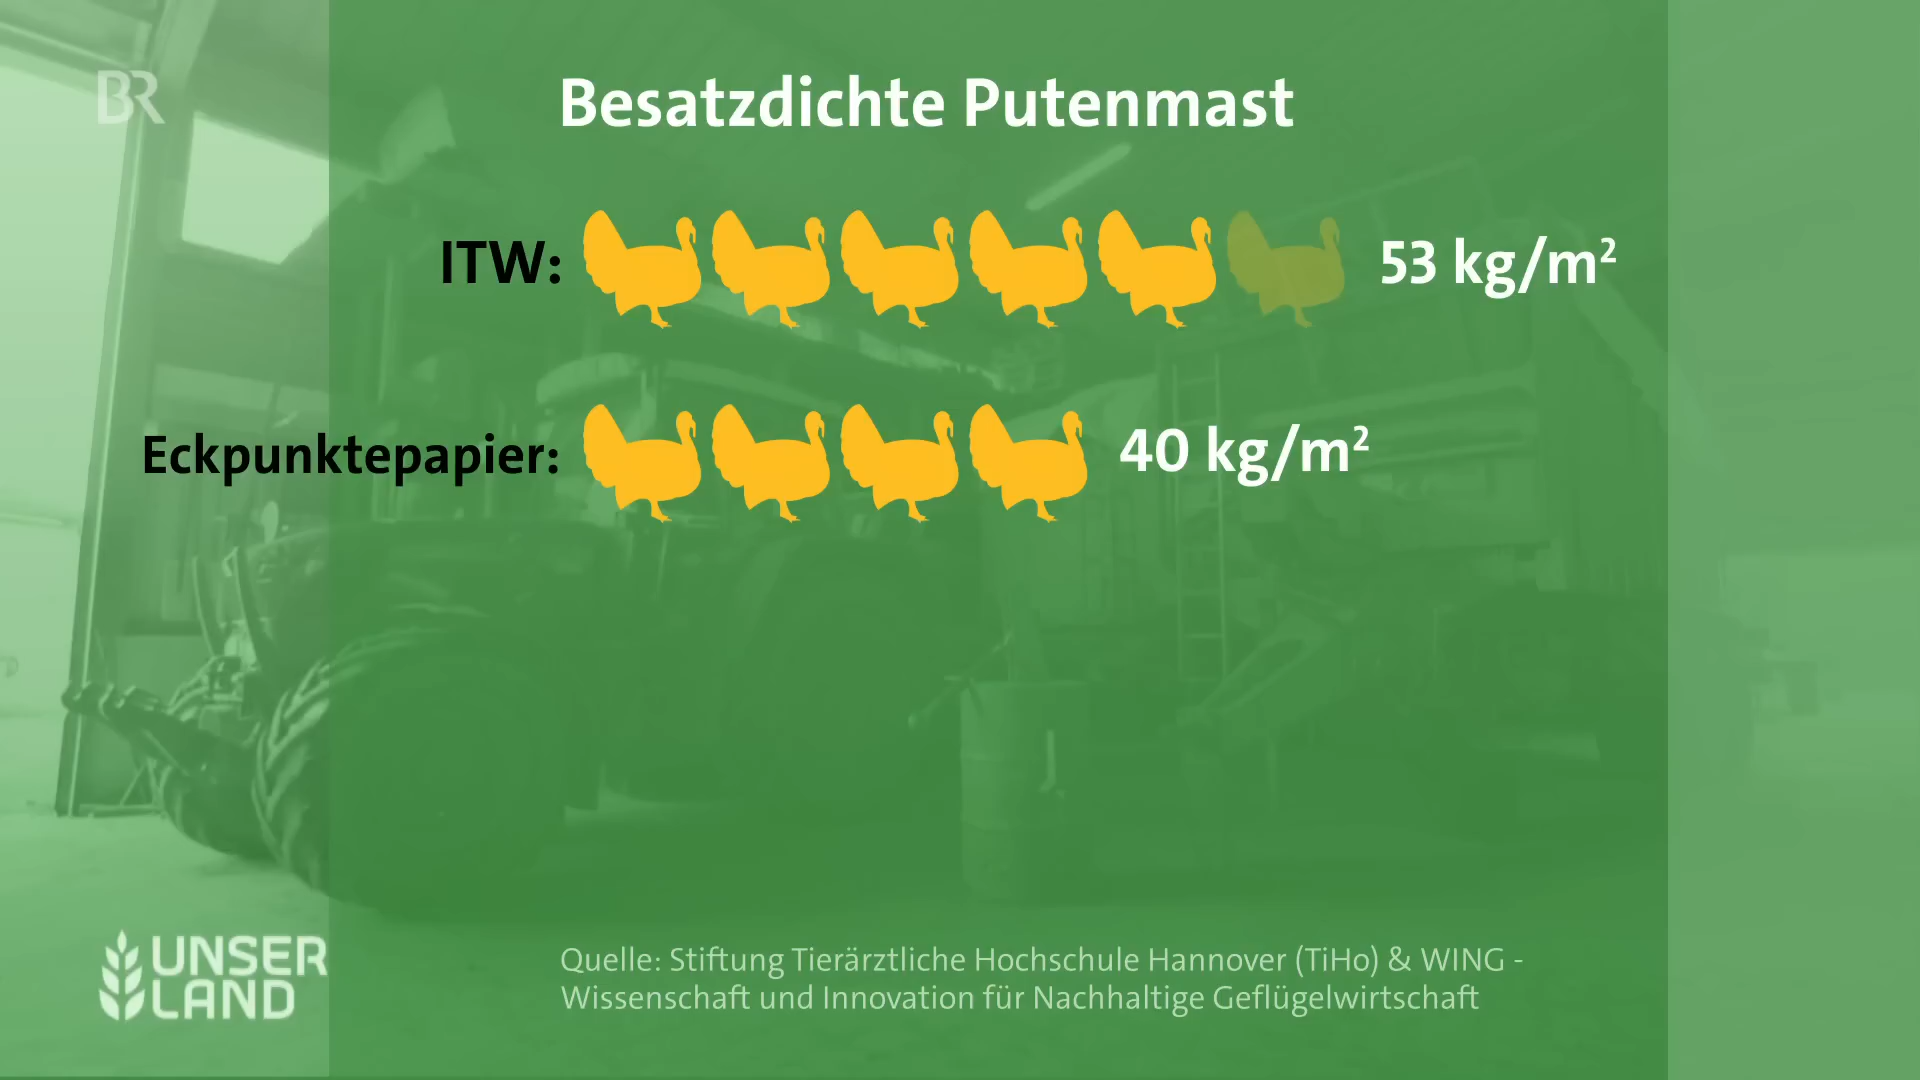 BR
Besatzdichte Putenmast
ITW: 53 kg/m²
Eckpunktepapier: 40 kg/m²
UNSER
LAND
Quelle: Stiftung Tierärztliche Hochschule Hannover (TiHo) & WING -
Wissenschaft und Innovation für Nachhaltige Geflügelwirtschaft